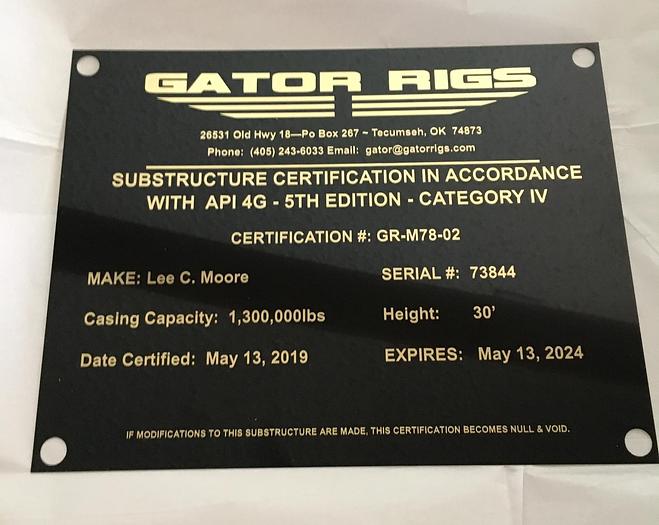 GATOR RIGS
26531 Old Hwy 18—Po Box 267 ~ Tecumseh, OK 74873
Phone: (405) 243-6033 Email: gator@gatorrigs.com
SUBSTRUCTURE CERTIFICATION IN ACCORDANCE
WITH API 4G - 5TH EDITION - CATEGORY IV
CERTIFICATION #: GR-M78-02
MAKE: Lee C. Moore SERIAL #: 73844
Casing Capacity: 1,300,000lbs Height: 30'
Date Certified: May 13, 2019 EXPIRES: May 13, 2024
IF MODIFICATIONS TO THIS SUBSTRUCTURE ARE MADE, THIS CERTIFICATION BECOMES NULL & VOID.